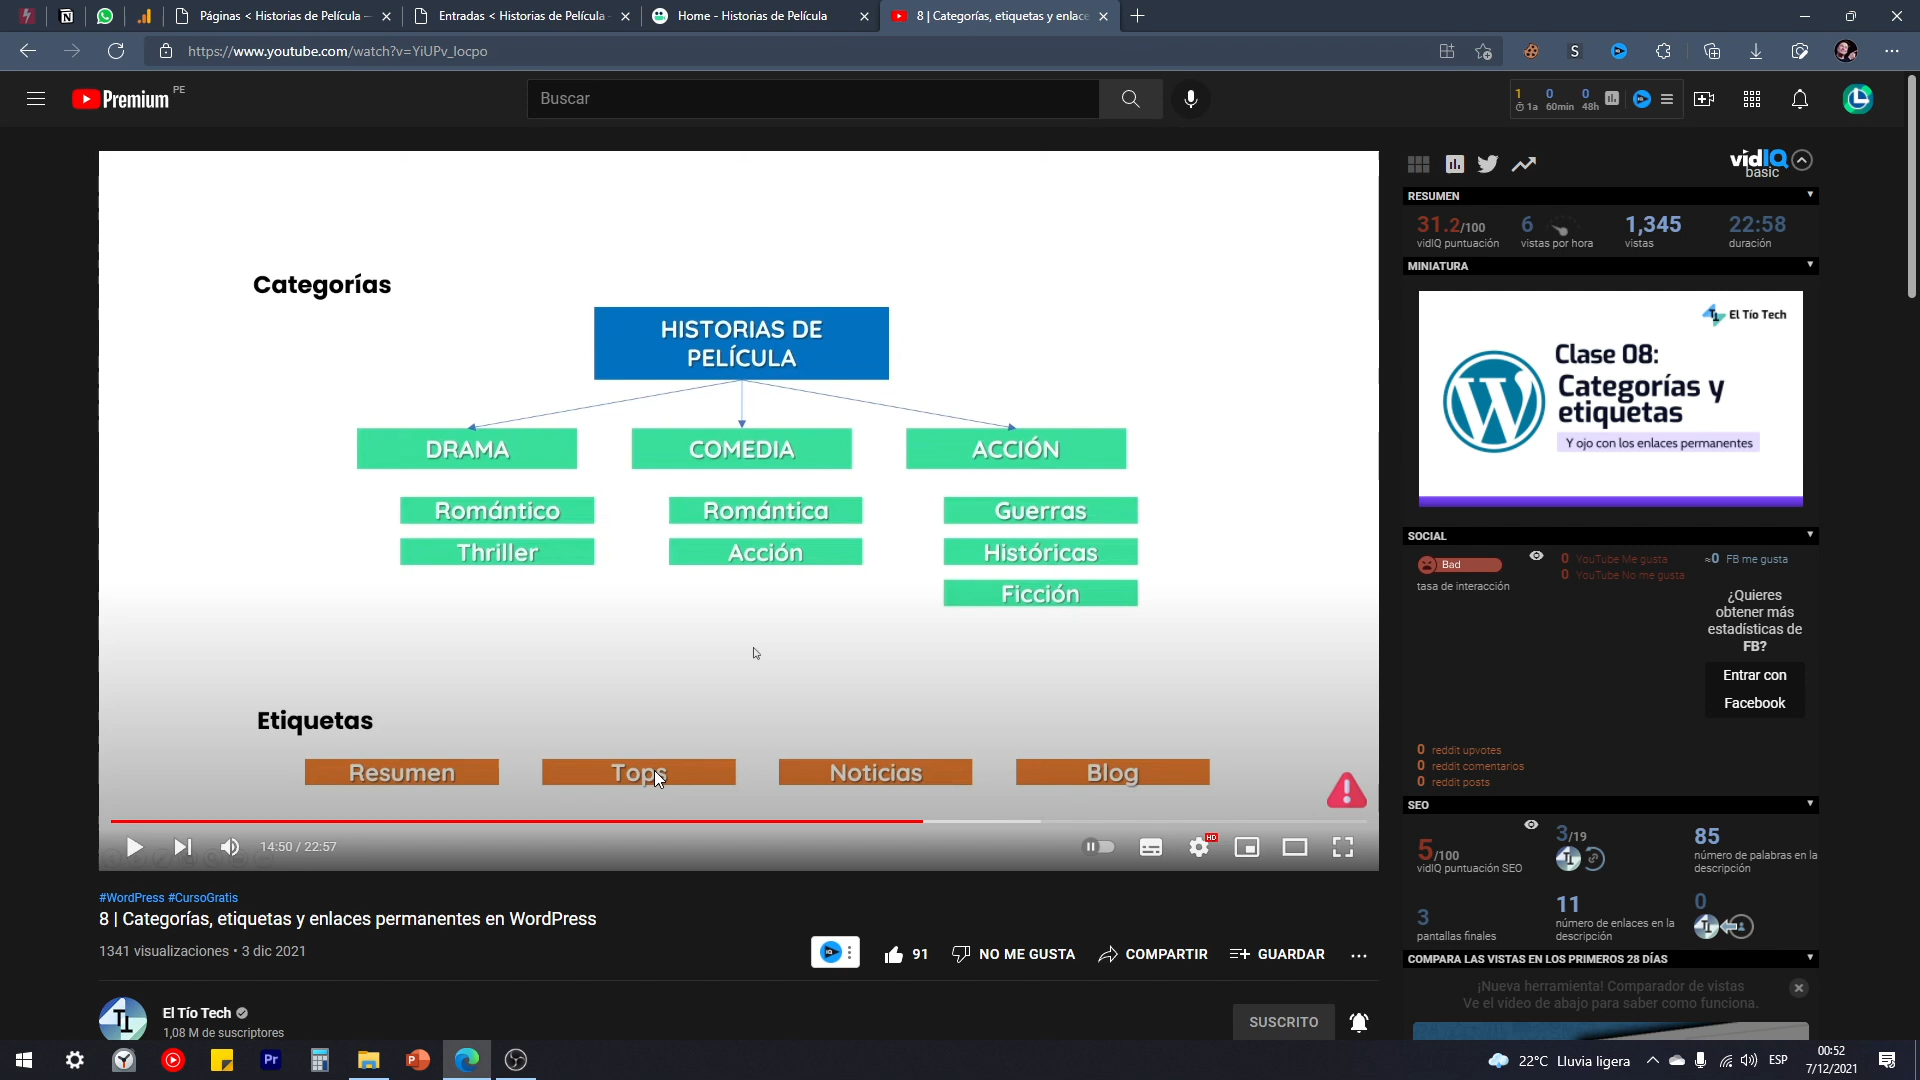 Páginas < Historias de Película —
Entradas < Historias de Película -
Home - Historias de Película
8 | Categorías, etiquetas y enlace
https://www.youtube.com/watch?v=YiUPv_Iocpo
Premium PE
Buscar
1 0 0
1a 60min 48h
vidIQ
basic
RESUMEN
31.2/100 6 1,345 22:58
vidIQ puntuación vistas por hora vistas duración
MINIATURA
El Tío Tech
Clase 08:
Categorías y
etiquetas
Y ojo con los enlaces permanentes
Categorías
HISTORIAS DE
PELÍCULA
DRAMA COMEDIA ACCIÓN
Romántico Romántica Guerras
Thriller Acción Históricas
Ficción
Etiquetas
Resumen Tops Noticias Blog
14:50 / 22:57
HD
SOCIAL
Bad
tasa de interacción
0 YouTube Me gusta
0 YouTube No me gusta
≈0 FB me gusta
¿Quieres
obtener más
estadísticas de
FB?
Entrar con
Facebook
0 reddit upvotes
0 reddit comentarios
0 reddit posts
SEO
5/100
vidIQ puntuación SEO
3/19
85
número de palabras en la
descripción
3
pantallas finales
11
número de enlaces en la
descripción
0
COMPARA LAS VISTAS EN LOS PRIMEROS 28 DÍAS
¡Nueva herramienta! Comparador de vistas
Ve el vídeo de abajo para saber como funciona.
#WordPress #CursoGratis
8 | Categorías, etiquetas y enlaces permanentes en WordPress
1341 visualizaciones • 3 dic 2021
91 NO ME GUSTA COMPARTIR GUARDAR
El Tío Tech
1,08 M de suscriptores
SUSCRITO
22°C Lluvia ligera ESP
00:52
7/12/2021